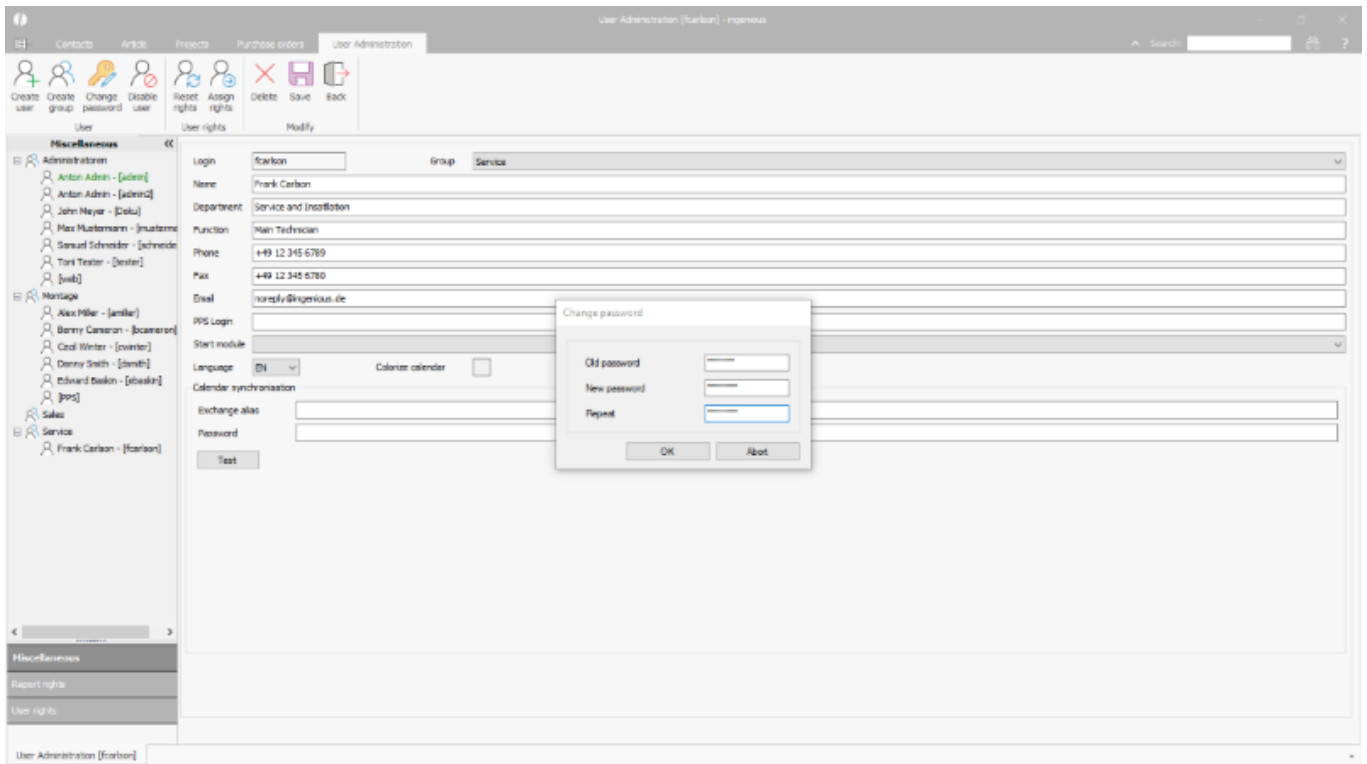 User Administration [fcarlson] - ingenious
Contacts Article Projects Purchase orders User Administration Search:
Create user Create group Change password Disable user Reset rights Assign rights Delete Save Back
User User rights Modify
Miscellaneous
Administratoren
Anton Admin - [admin]
Anton Admin - [admin2]
John Meyer - [Doku]
Max Mustermann - [musterma
Samuel Schneider - [schneide
Toni Tester - [tester]
[web]
Montage
Alex Miller - [amiller]
Benny Cameron - [bcameron]
Cecil Winter - [cwinter]
Danny Smith - [dsmith]
Edward Baskin - [ebaskin]
[PPS]
Sales
Service
Frank Carlson - [fcarlson]
Miscellaneous
Report rights
User rights
Login fcarlson Group Service
Name Frank Carlson
Department Service and Insatllation
Function Main Technician
Phone +49 12 345 6789
Fax +49 12 345 6780
Email noreply@ingenious.de
PPS Login
Start module
Language EN Colorize calendar
Calendar synchronisation
Exchange alias
Password
Test
Change password
Old password
New password
Repeat
OK Abort
User Administration [fcarlson]